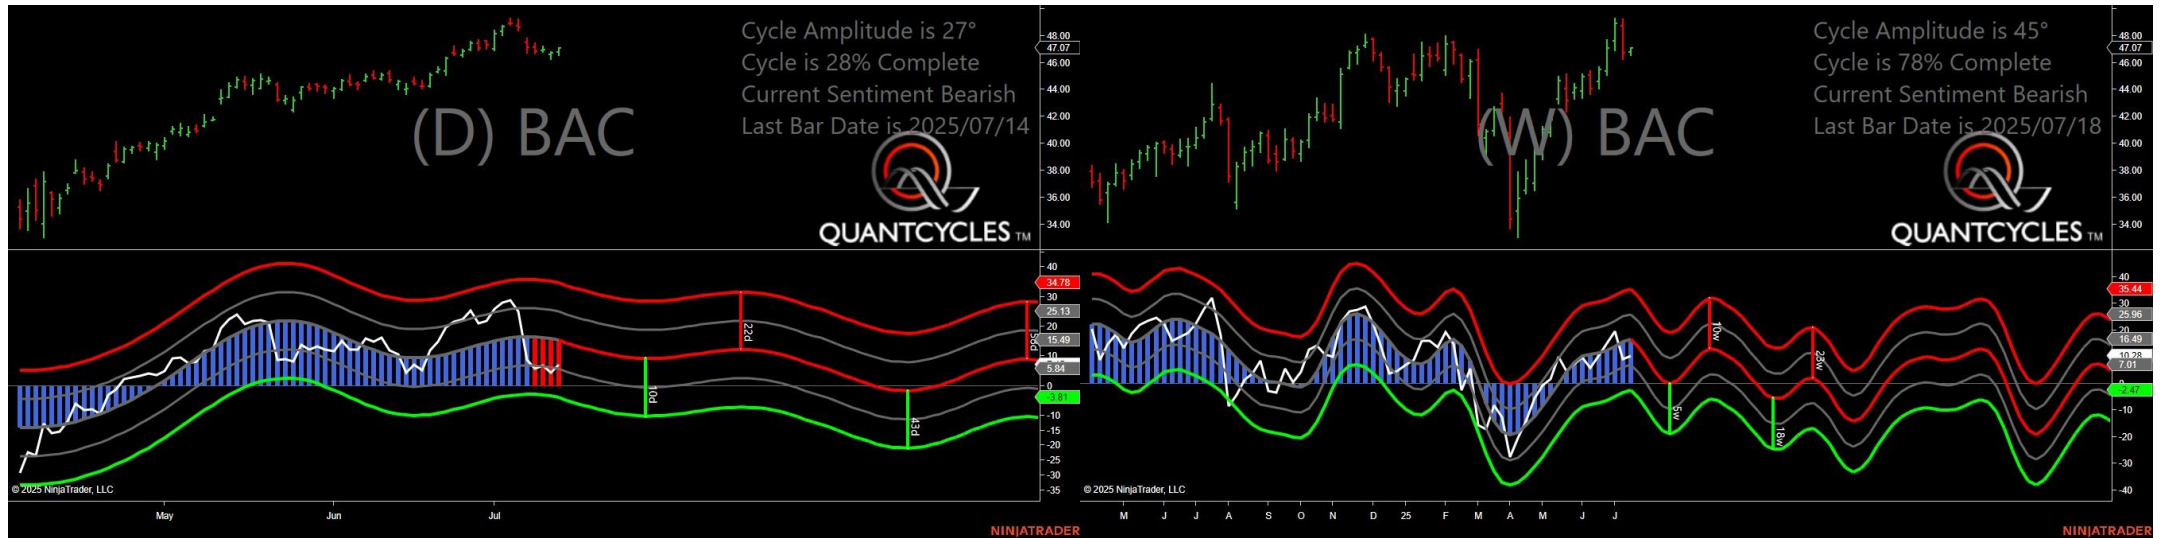 Cycle Amplitude is 27°
Cycle is 28% Complete
Current Sentiment Bearish
Last Bar Date is 2025/07/14
(D) BAC
QUANTCYCLES TM
48.00
47.07
46.00
44.00
42.00
40.00
38.00
36.00
34.00
40
34.78
30
25.13
20
15.49
10
5.84
0
-3.81
-10
-15
-20
-25
-30
-35
10d
22d
43d
© 2025 NinjaTrader, LLC
May Jun Jul
NINJATRADER
Cycle Amplitude is 45°
Cycle is 78% Complete
Current Sentiment Bearish
Last Bar Date is 2025/07/18
(W) BAC
QUANTCYCLES TM
48.00
47.07
46.00
44.00
42.00
40.00
38.00
36.00
34.00
40
35.44
30
25.96
20
16.49
10.28
7.01
-2.47
-10
-20
-30
-40
5w
10w
18w
23w
© 2025 NinjaTrader, LLC
M J J A S O N D 25 F M A M J J
NINJATRADER